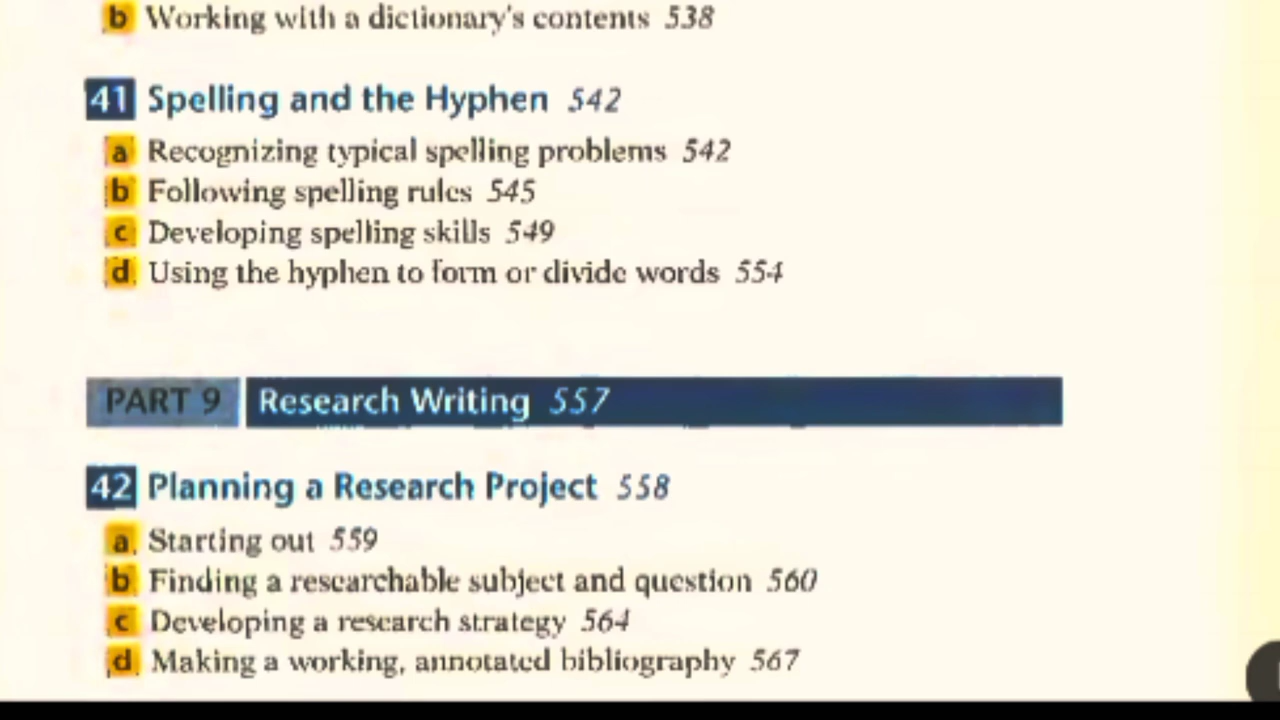 b Working with a dictionary's contents 538
41 Spelling and the Hyphen 542
a Recognizing typical spelling problems 542
b Following spelling rules 545
c Developing spelling skills 549
d Using the hyphen to form or divide words 554
PART 9 Research Writing 557
42 Planning a Research Project 558
a Starting out 559
b Finding a researchable subject and question 560
c Developing a research strategy 564
d Making a working, annotated bibliography 567